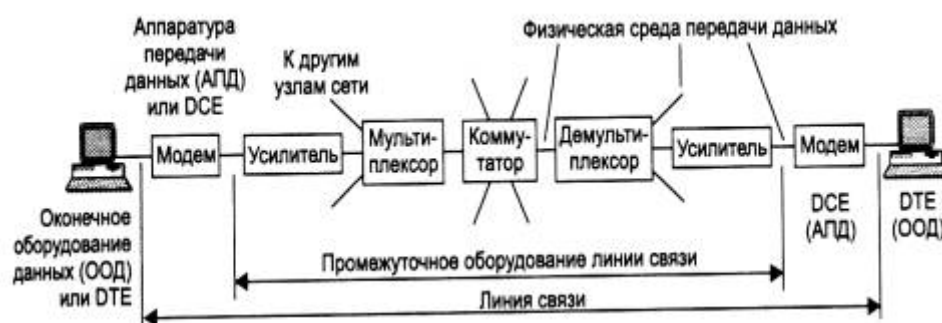 Аппаратура
передачи
данных (АПД)
или DCE
К другим
узлам сети
Физическая среда передачи данных
Модем
Усилитель
Мульти-
плексор
Комму-
татор
Демульти-
плексор
Усилитель
Модем
Оконечное
оборудование
данных (ООД)
или DTE
DCE
(АПД)
DTE
(ООД)
Промежуточное оборудование линии связи
Линия связи